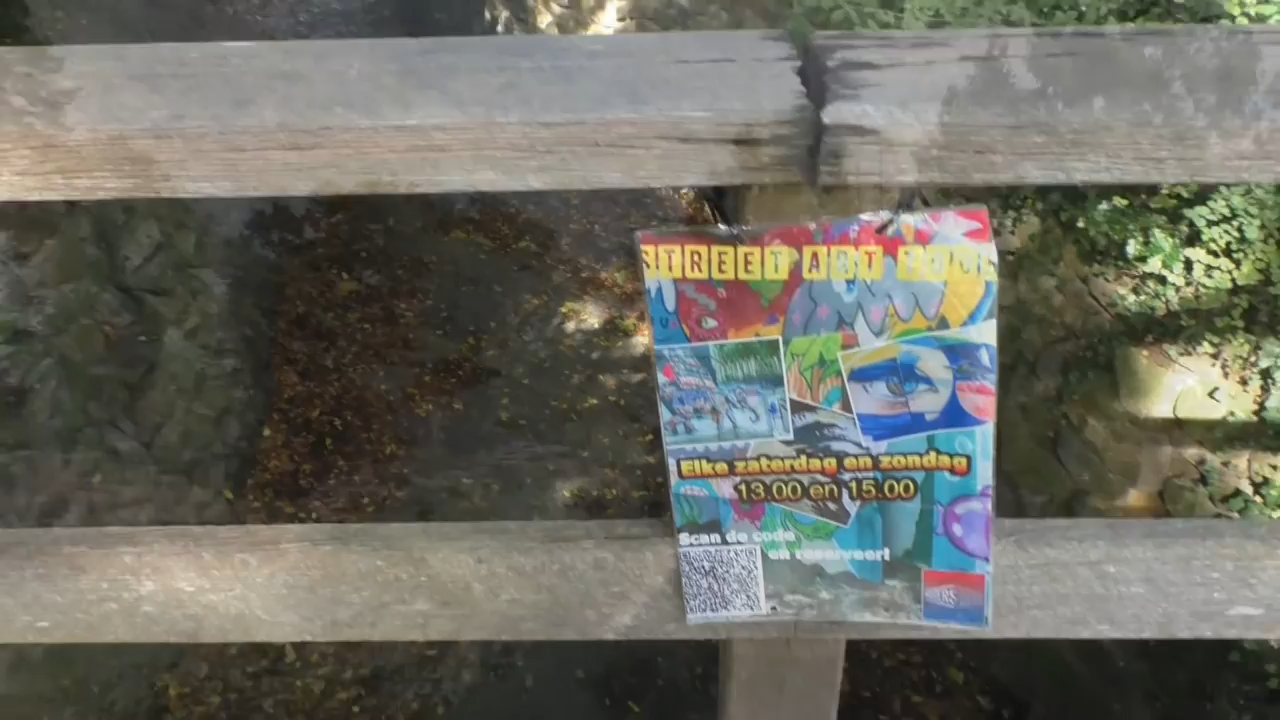 STREET ART
Elke zaterdag en zondag
13.00 en 15.00
Scan de code
en reserveer!